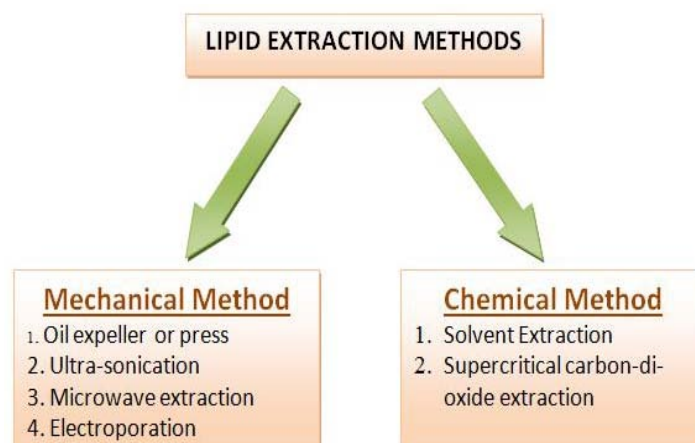 LIPID EXTRACTION METHODS
Mechanical Method
1. Oil expeller or press
2. Ultra-sonication
3. Microwave extraction
4. Electroporation
Chemical Method
1. Solvent Extraction
2. Supercritical carbon-di-
oxide extraction